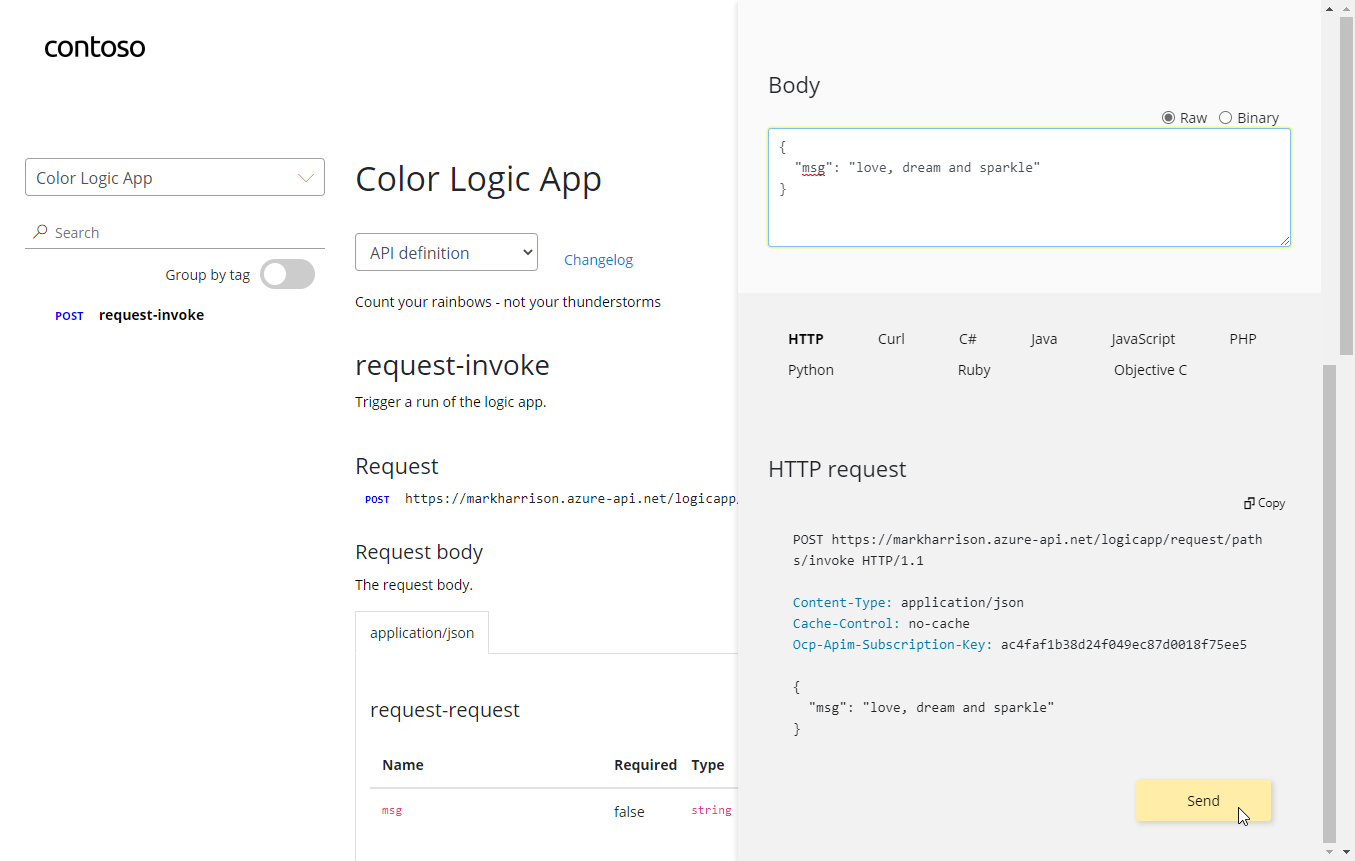 contoso
Color Logic App
Search
Group by tag
POST request-invoke
Color Logic App
API definition
Changelog
Count your rainbows - not your thunderstorms
request-invoke
Trigger a run of the logic app.
Request
POST https://markharrison.azure-api.net/logicapp/
Request body
The request body.
application/json
request-request
Name Required Type
msg false string
Body
Raw Binary
{
"msg": "love, dream and sparkle"
}
HTTP Curl C# Java JavaScript PHP
Python Ruby Objective C
HTTP request
Copy
POST https://markharrison.azure-api.net/logicapp/request/path
s/invoke HTTP/1.1
Content-Type: application/json
Cache-Control: no-cache
Ocp-Apim-Subscription-Key: ac4faf1b38d24f049ec87d0018f75ee5
{
"msg": "love, dream and sparkle"
}
Send